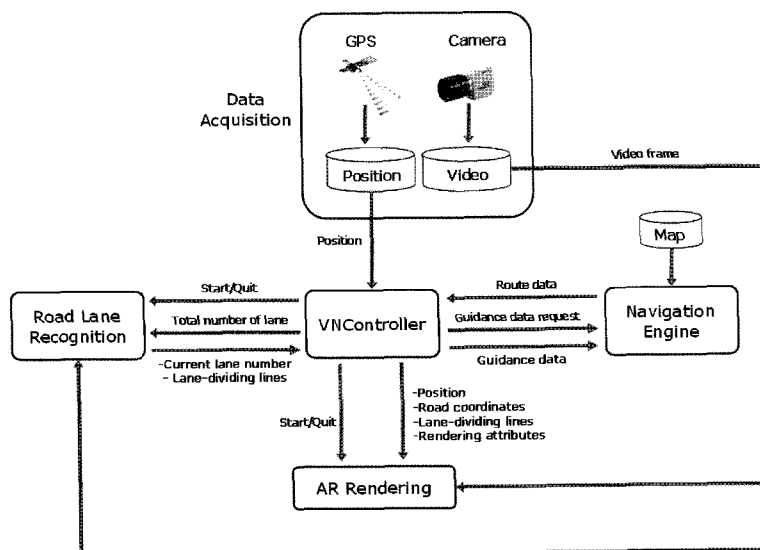 GPS
Camera
Data
Acquisition
Position
Video
Video frame
Position
Map
Start/Quit
Route data
Road Lane
Recognition
Total number of lane
VNController
Guidance data request
Navigation
Engine
-Current lane number
- Lane-dividing lines
Guidance data
Start/Quit
-Position
-Road coordinates
-Lane-dividing lines
-Rendering attributes
AR Rendering